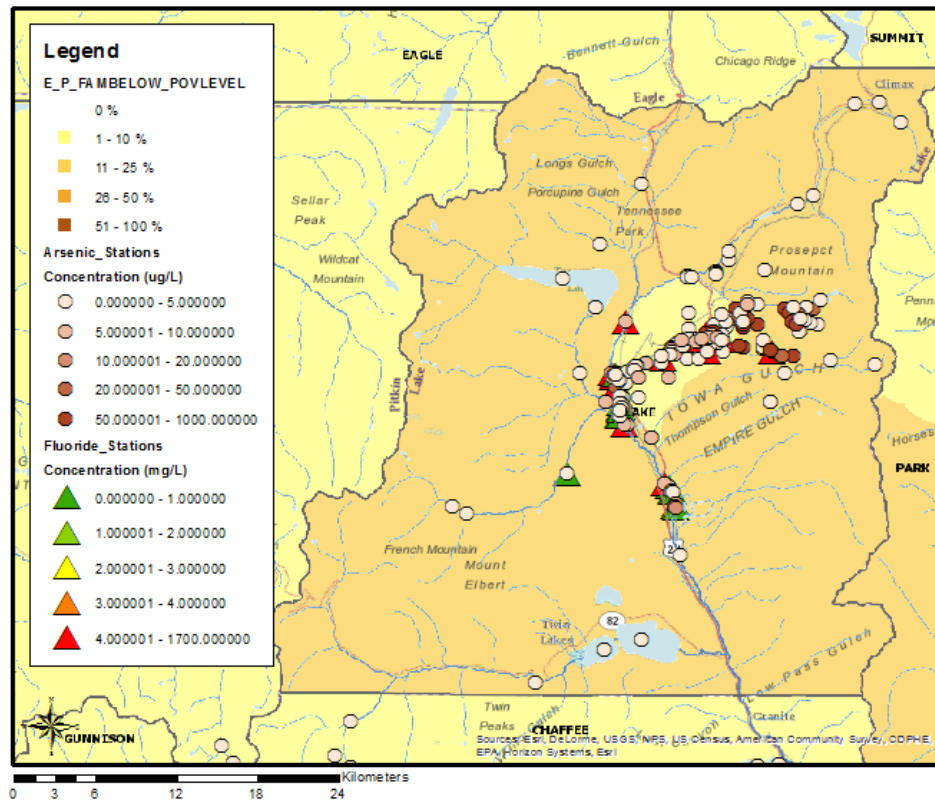 Legend
E_P_FAMBELOW_POVLEVEL
0 %
1 - 10 %
11 - 25 %
26 - 50 %
51 - 100 %
Arsenic_Stations
Concentration (ug/L)
0.000000 - 5.000000
5.000001 - 10.000000
10.000001 - 20.000000
20.000001 - 50.000000
50.000001 - 1000.000000
Fluoride_Stations
Concentration (mg/L)
0.000000 - 1.000000
1.000001 - 2.000000
2.000001 - 3.000000
3.000001 - 4.000000
4.000001 - 1700.000000
EAGLE
Bennett Gulch
Chicago Ridge
SUMMIT
Climax
Eagle
Lake
Longs Gulch
Porcupine Gulch
Tennessee
Park
Sellar
Peak
Wildcat
Mountain
Prosepct
Mountain
Pitkin
Lake
LAKE
IOWA GULCH
Thompson Gulch
EMPIRE GULCH
PARK
French Mountain
Mount
Elbert
82
Twin
Lakes
Low Pass Gulch
Granite
Twin
Peaks
Gulch
CHAFFEE
GUNNISON
Sources: Esri, DeLorme, USGS, NPS, US Census, American Community Survey, CDPHE,
EPA, Horizon Systems, Esri
Kilometers
0 3 6 12 18 24